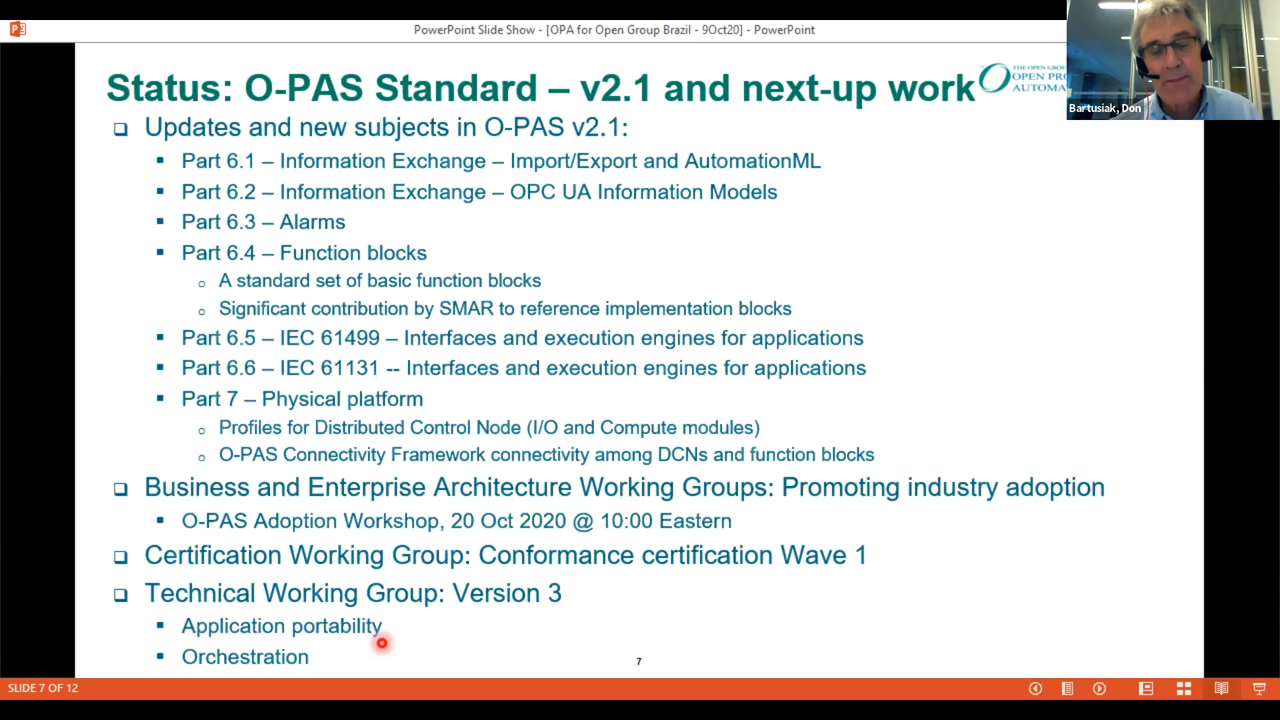 PowerPoint Slide Show - [OPA for Open Group Brazil - 9Oct20] - PowerPoint
Status: O-PAS Standard – v2.1 and next-up work
THE OPEN GRO
OPEN PRO
AUTOMA
Bartusiak, Don
Updates and new subjects in O-PAS v2.1:
Part 6.1 – Information Exchange – Import/Export and AutomationML
Part 6.2 – Information Exchange – OPC UA Information Models
Part 6.3 – Alarms
Part 6.4 – Function blocks
A standard set of basic function blocks
Significant contribution by SMAR to reference implementation blocks
Part 6.5 – IEC 61499 – Interfaces and execution engines for applications
Part 6.6 – IEC 61131 -- Interfaces and execution engines for applications
Part 7 – Physical platform
Profiles for Distributed Control Node (I/O and Compute modules)
O-PAS Connectivity Framework connectivity among DCNs and function blocks
Business and Enterprise Architecture Working Groups: Promoting industry adoption
O-PAS Adoption Workshop, 20 Oct 2020 @ 10:00 Eastern
Certification Working Group: Conformance certification Wave 1
Technical Working Group: Version 3
Application portability
Orchestration
7
SLIDE 7 OF 12